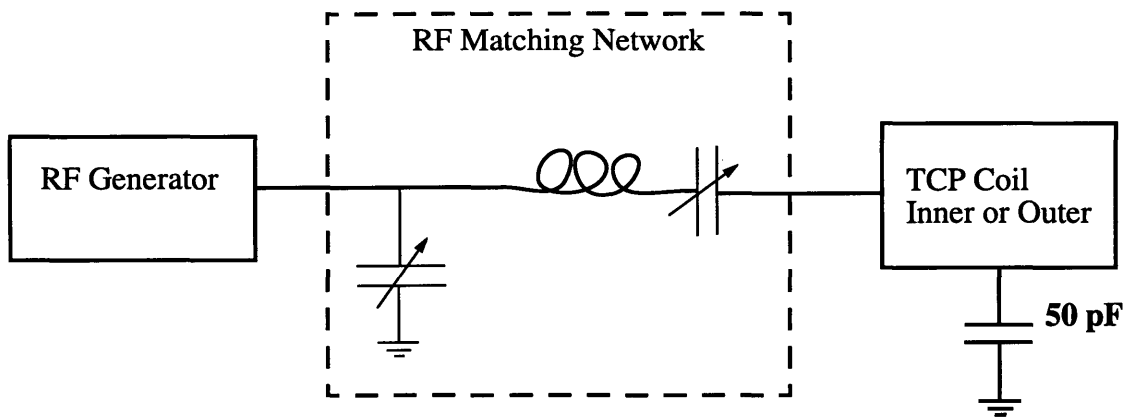 RF Matching Network
RF Generator
TCP Coil
Inner or Outer
50 pF